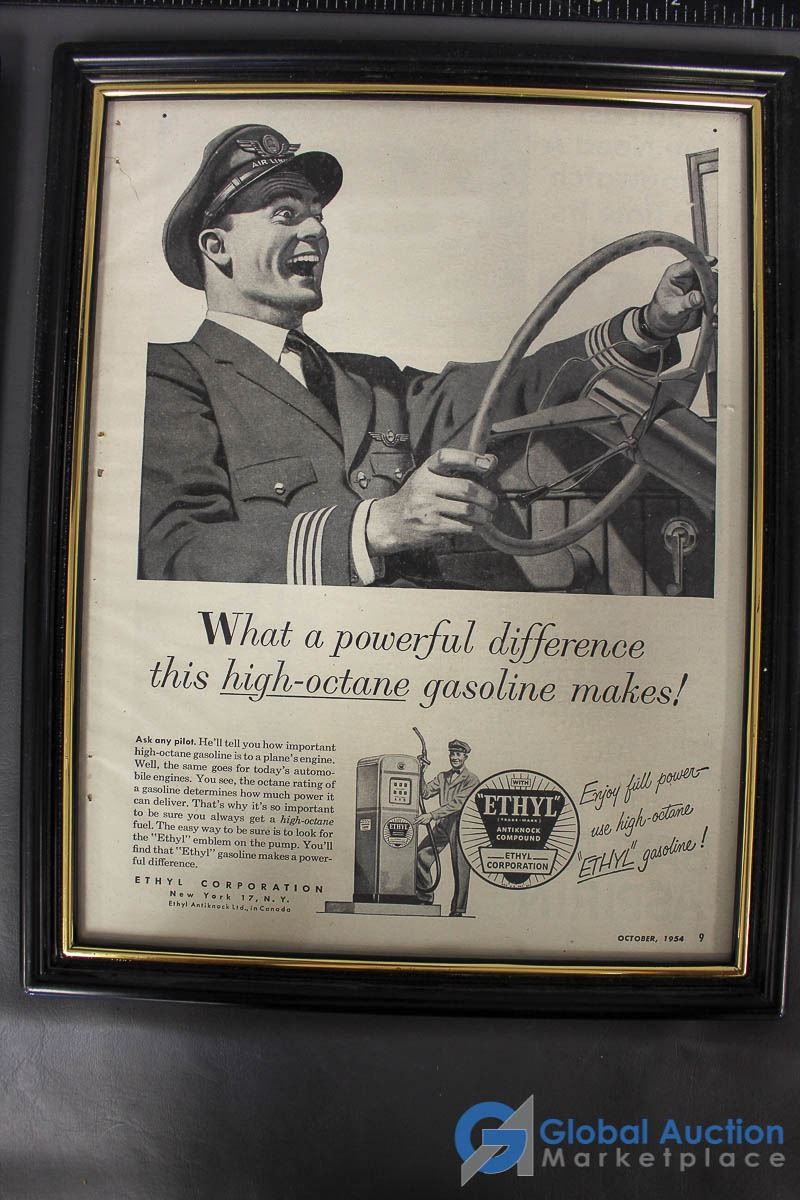 AIR LIN
What a powerful difference
this high-octane gasoline makes!
Ask any pilot. He'll tell you how important
high-octane gasoline is to a plane's engine.
Well, the same goes for today's automo-
bile engines. You see, the octane rating of
a gasoline determines how much power it
can deliver. That's why it's so important
to be sure you always get a high-octane
fuel. The easy way to be sure is to look for
the "Ethyl" emblem on the pump. You'll
find that "Ethyl" gasoline makes a power-
ful difference.
ETHYL CORPORATION
New York 17, N. Y.
Ethyl Antiknock Ltd., in Canada
ETHYL
WITH
"ETHYL"
TRADE-MARK
ANTIKNOCK
COMPOUND
ETHYL
CORPORATION
Enjoy full power-
use high-octane
"ETHYL" gasoline!
OCTOBER, 1954 9
Global Auction
Marketplace